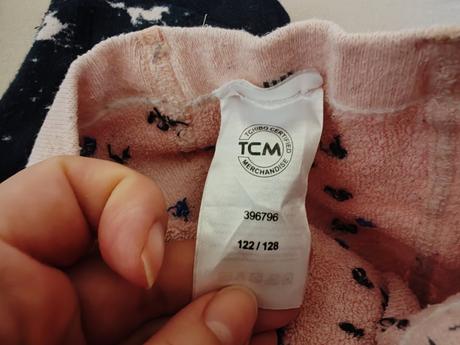 TCHIBO CERTIFIED
TCM
MERCHANDISE
396796
122 / 128